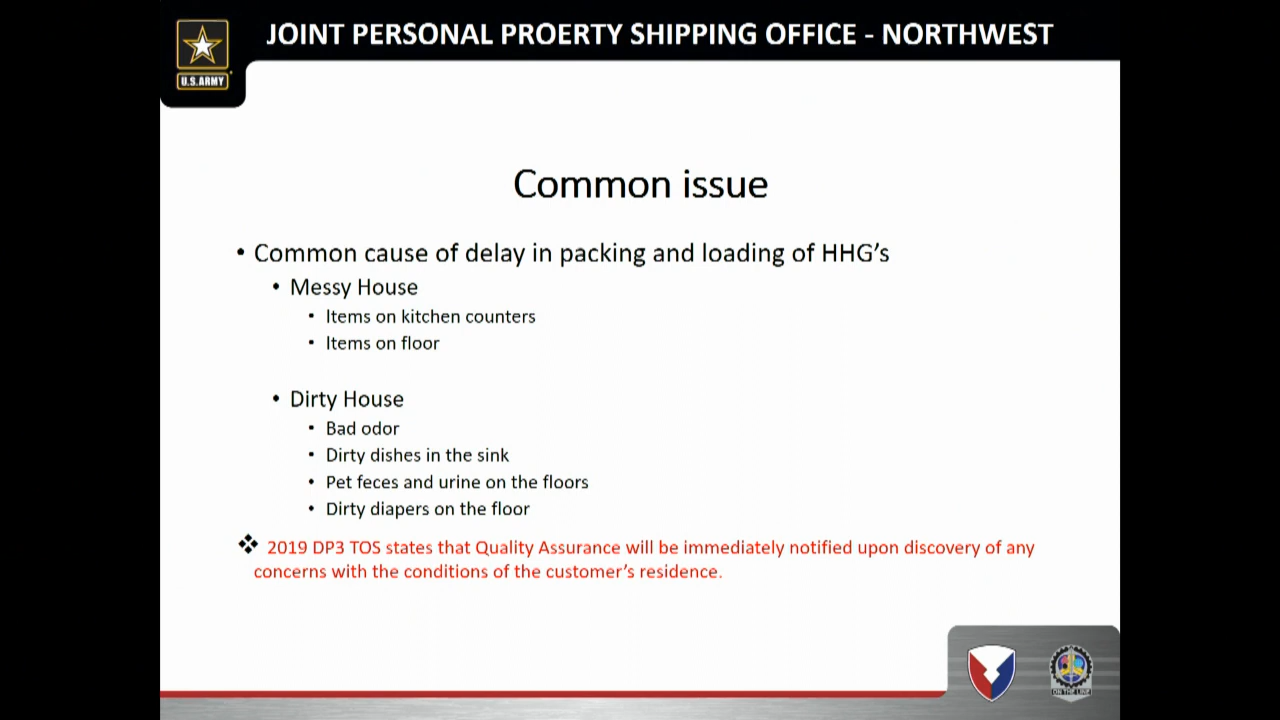 JOINT PERSONAL PROERTY SHIPPING OFFICE - NORTHWEST
U.S.ARMY
Common issue
• Common cause of delay in packing and loading of HHG’s
• Messy House
• Items on kitchen counters
• Items on floor
• Dirty House
• Bad odor
• Dirty dishes in the sink
• Pet feces and urine on the floors
• Dirty diapers on the floor
❖ 2019 DP3 TOS states that Quality Assurance will be immediately notified upon discovery of any
concerns with the conditions of the customer’s residence.
ON THE LINE